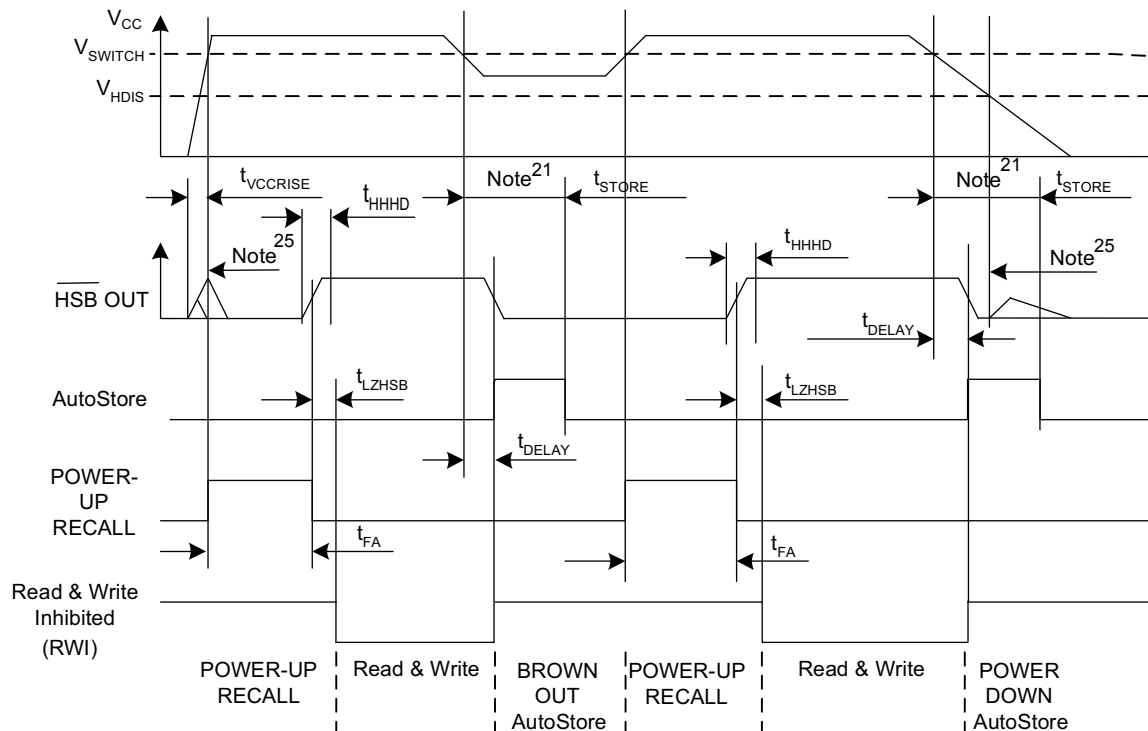 VCC
VSWITCH
VHDIS
tVCCRISE
Note21
tSTORE
Note21
tSTORE
tHHHD
Note25
tHHHD
Note25
HSB OUT
tDELAY
tLZHSB
tLZHSB
AutoStore
tDELAY
POWER-
UP
RECALL
tFA
tFA
Read & Write
Inhibited
(RWI)
POWER-UP
RECALL
Read & Write
BROWN
OUT
AutoStore
POWER-UP
RECALL
Read & Write
POWER
DOWN
AutoStore